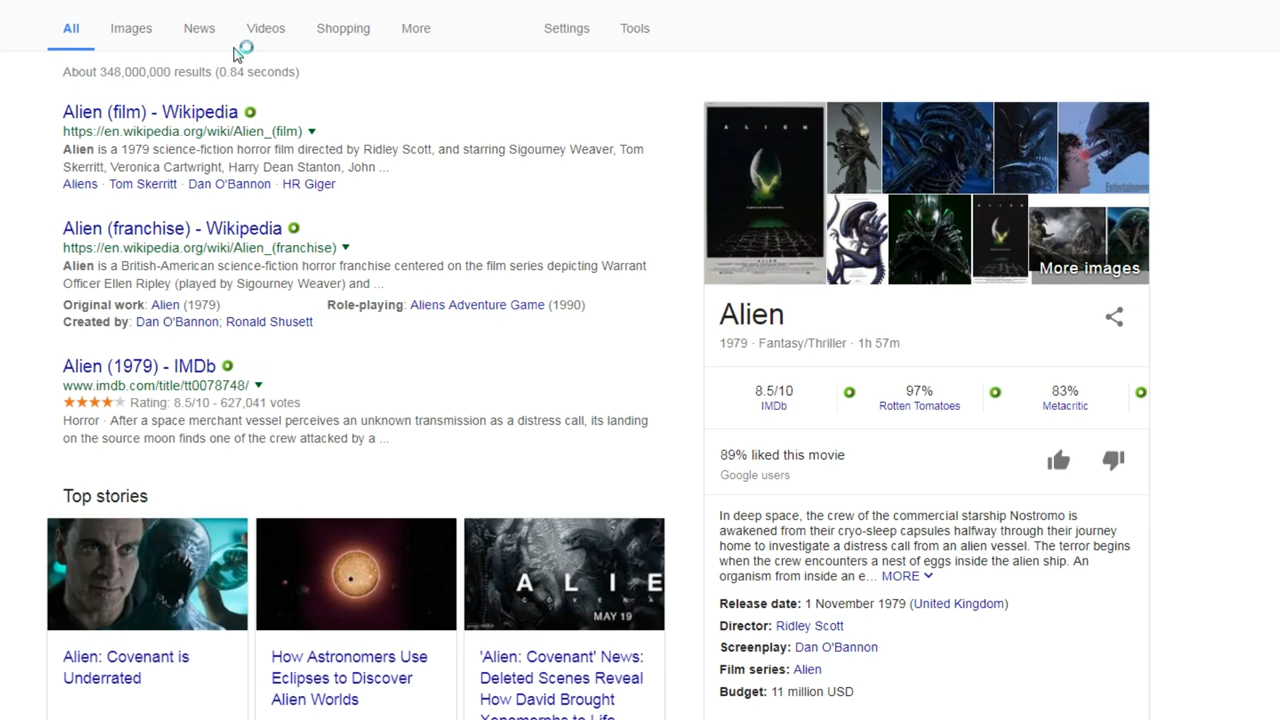 All Images News Videos Shopping More Settings Tools
About 348,000,000 results (0.84 seconds)
Alien (film) - Wikipedia
https://en.wikipedia.org/wiki/Alien_(film)
Alien is a 1979 science-fiction horror film directed by Ridley Scott, and starring Sigourney Weaver, Tom
Skerritt, Veronica Cartwright, Harry Dean Stanton, John ...
Aliens · Tom Skerritt · Dan O'Bannon · HR Giger
Alien (franchise) - Wikipedia
https://en.wikipedia.org/wiki/Alien_(franchise)
Alien is a British-American science-fiction horror franchise centered on the film series depicting Warrant
Officer Ellen Ripley (played by Sigourney Weaver) and ...
Original work: Alien (1979) Role-playing: Aliens Adventure Game (1990)
Created by: Dan O'Bannon; Ronald Shusett
Alien (1979) - IMDb
www.imdb.com/title/tt0078748/
Rating: 8.5/10 - 627,041 votes
Horror · After a space merchant vessel perceives an unknown transmission as a distress call, its landing
on the source moon finds one of the crew attacked by a ...
Top stories
ALIE
COVENA
MAY 19
Alien: Covenant is
Underrated
How Astronomers Use
Eclipses to Discover
Alien Worlds
'Alien: Covenant' News:
Deleted Scenes Reveal
How David Brought
Xenomorphs to Life
ALIEN
Entertainment
ALIEN
More images
Alien
1979 · Fantasy/Thriller · 1h 57m
8.5/10 97% 83%
IMDb Rotten Tomatoes Metacritic
89% liked this movie
Google users
In deep space, the crew of the commercial starship Nostromo is
awakened from their cryo-sleep capsules halfway through their journey
home to investigate a distress call from an alien vessel. The terror begins
when the crew encounters a nest of eggs inside the alien ship. An
organism from inside an e... MORE
Release date: 1 November 1979 (United Kingdom)
Director: Ridley Scott
Screenplay: Dan O'Bannon
Film series: Alien
Budget: 11 million USD